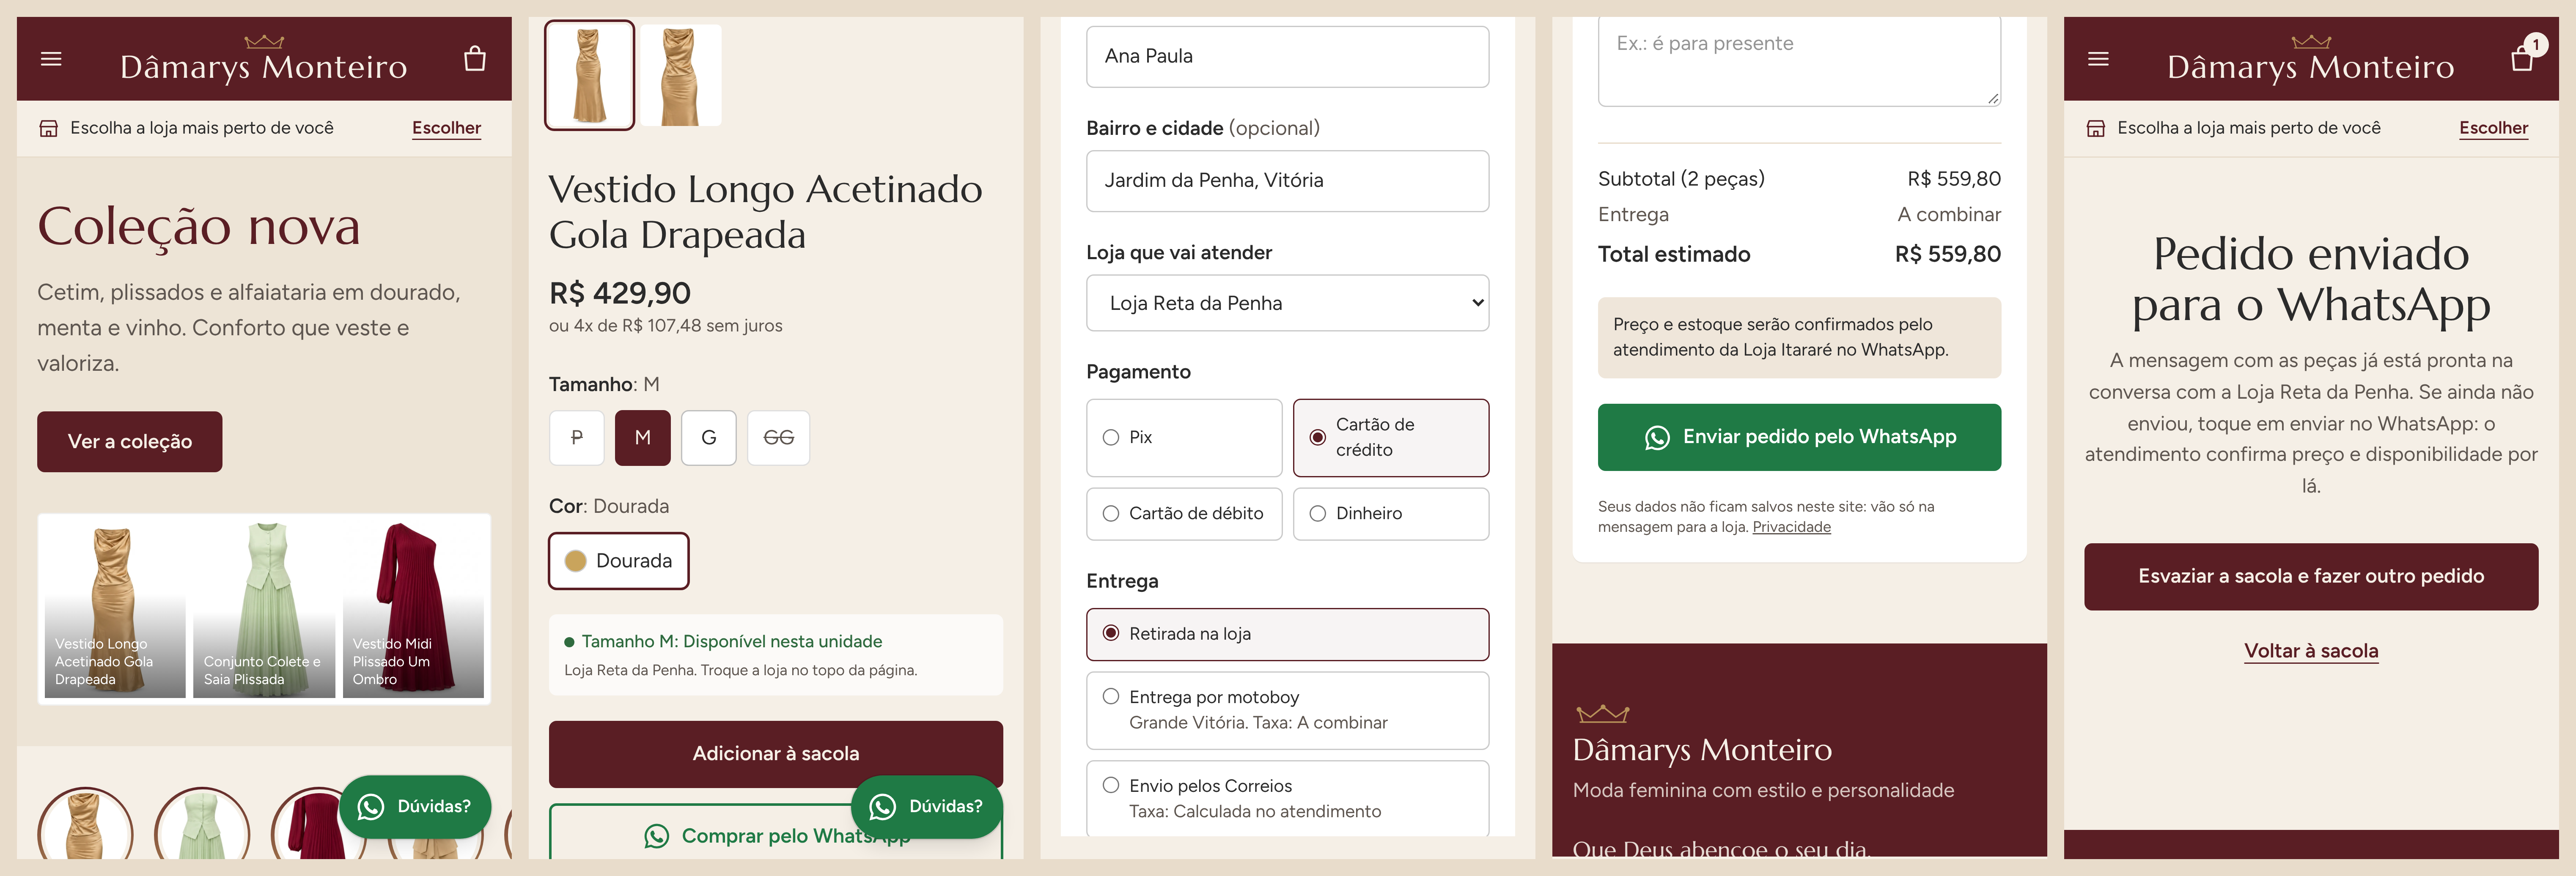 Dâmarys Monteiro
Escolha a loja mais perto de você
Escolher
Coleção nova
Cetim, plissados e alfaiataria em dourado,
menta e vinho. Conforto que veste e
valoriza.
Ver a coleção
Vestido Longo
Acetinado Gola
Drapeada
Conjunto Colete e
Saia Plissada
Vestido Midi
Plissado Um
Ombro
Dúvidas?
Vestido Longo Acetinado
Gola Drapeada
R$ 429,90
ou 4x de R$ 107,48 sem juros
Tamanho: M
P
M
G
GG
Cor: Dourada
Dourada
Tamanho M: Disponível nesta unidade
Loja Reta da Penha. Troque a loja no topo da página.
Adicionar à sacola
Dúvidas?
Comprar pelo WhatsApp
Ana Paula
Bairro e cidade (opcional)
Jardim da Penha, Vitória
Loja que vai atender
Loja Reta da Penha
Pagamento
Pix
Cartão de
crédito
Cartão de débito
Dinheiro
Entrega
Retirada na loja
Entrega por motoboy
Grande Vitória. Taxa: A combinar
Envio pelos Correios
Taxa: Calculada no atendimento
Ex.: é para presente
Subtotal (2 peças)
R$ 559,80
Entrega
A combinar
Total estimado
R$ 559,80
Preço e estoque serão confirmados pelo
atendimento da Loja Itararé no WhatsApp.
Enviar pedido pelo WhatsApp
Seus dados não ficam salvos neste site: vão só na
mensagem para a loja. Privacidade
Dâmarys Monteiro
Moda feminina com estilo e personalidade
Que Deus abençoe o seu dia.
Dâmarys Monteiro
1
Escolha a loja mais perto de você
Escolher
Pedido enviado
para o WhatsApp
A mensagem com as peças já está pronta na
conversa com a Loja Reta da Penha. Se ainda não
enviou, toque em enviar no WhatsApp: o
atendimento confirma preço e disponibilidade por
lá.
Esvaziar a sacola e fazer outro pedido
Voltar à sacola